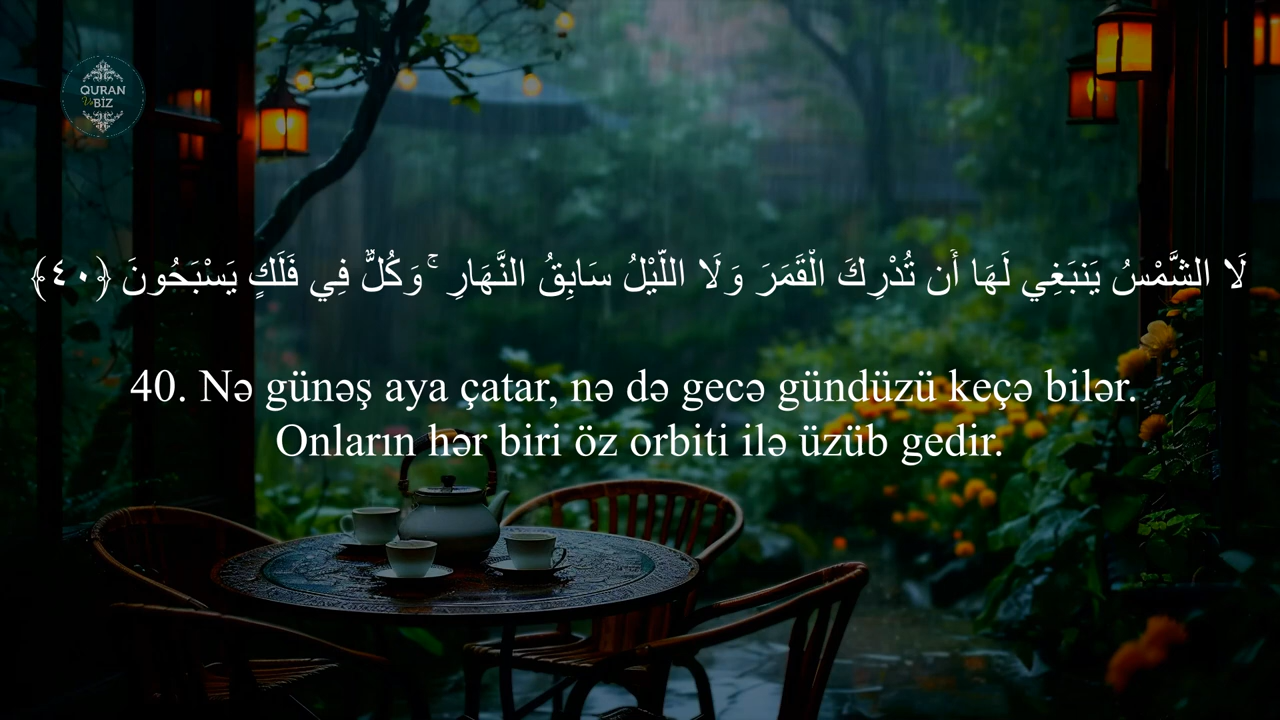 QURAN
Və BİZ
لَا الشَّمْسُ يَنبَغِي لَهَا أَن تُدْرِكَ الْقَمَرَ وَلَا اللَّيْلُ سَابِقُ النَّهَارِ ۚ وَكُلٌّ فِي فَلَكٍ يَسْبَحُونَ ﴿٤٠﴾
40. Nə günəş aya çatar, nə də gecə gündüzü keçə bilər.
Onların hər biri öz orbiti ilə üzüb gedir.